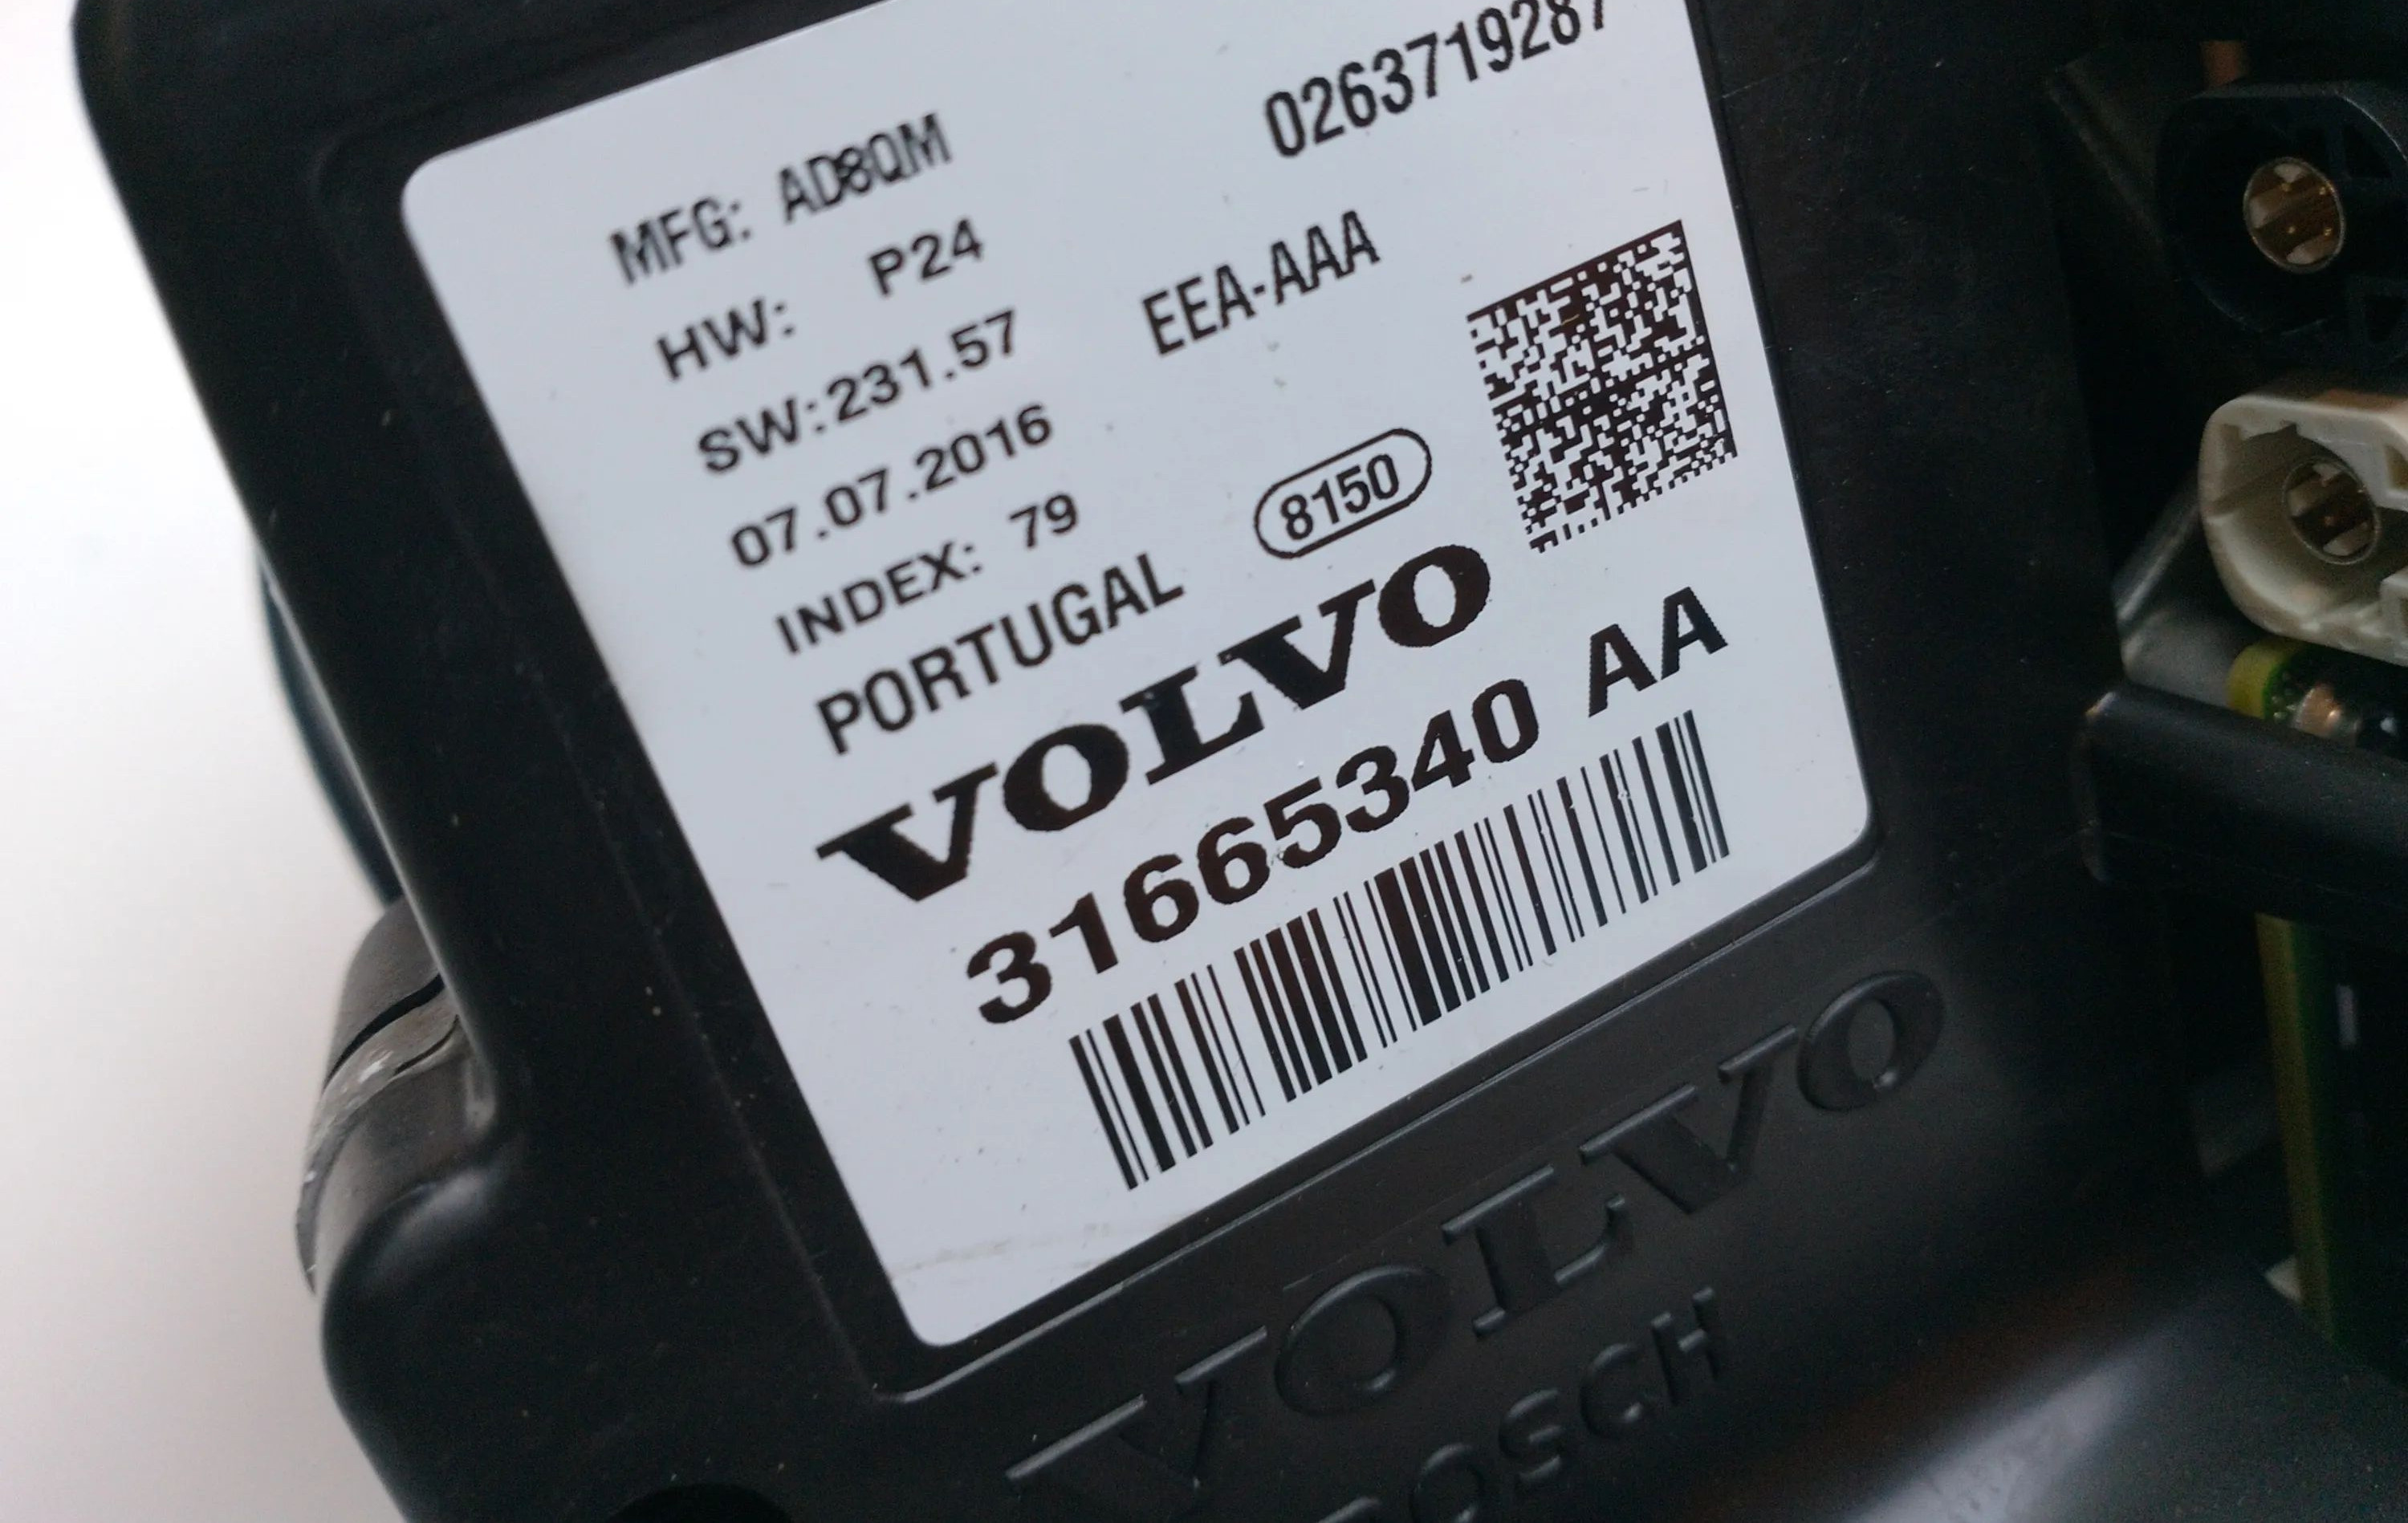 0263719287
MFG: AD8QM
HW: P24
EEA-AAA
SW:231.57
07.07.2016
INDEX: 79
8150
PORTUGAL
VOLVO
31665340 AA
VOLVO
BOSCH